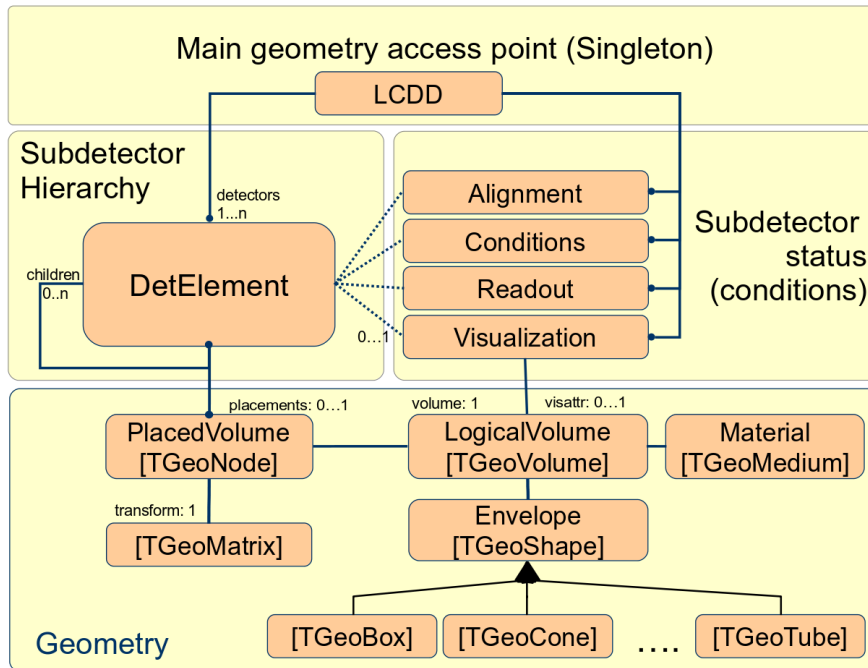 Main geometry access point (Singleton)
LCDD
Subdetector
Hierarchy
detectors
1...n
children
0..n
DetElement
0...1
Alignment
Conditions
Readout
Visualization
Subdetector
status
(conditions)
placements: 0...1
volume: 1
visattr: 0...1
PlacedVolume
[TGeoNode]
LogicalVolume
[TGeoVolume]
Material
[TGeoMedium]
transform: 1
[TGeoMatrix]
Envelope
[TGeoShape]
Geometry
[TGeoBox]
[TGeoCone]
....
[TGeoTube]